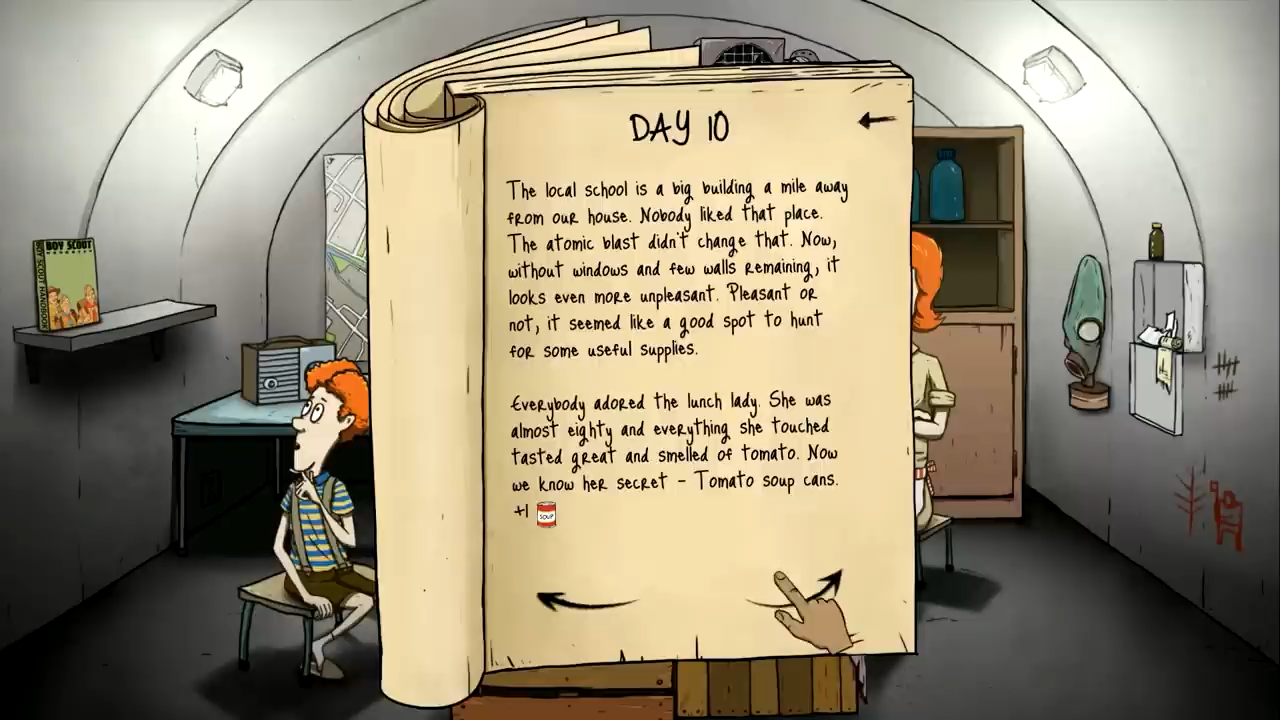 DAY 10
The local school is a big building a mile away
from our house. Nobody liked that place.
The atomic blast didn't change that. Now,
without windows and few walls remaining, it
looks even more unpleasant. Pleasant or
not, it seemed like a good spot to hunt
for some useful supplies.
Everybody adored the lunch lady. She was
almost eighty and everything she touched
tasted great and smelled of tomato. Now
we know her secret - Tomato soup cans.
+1 SOUP
BOY SCOUT
BOY SCOUT HANDBOOK